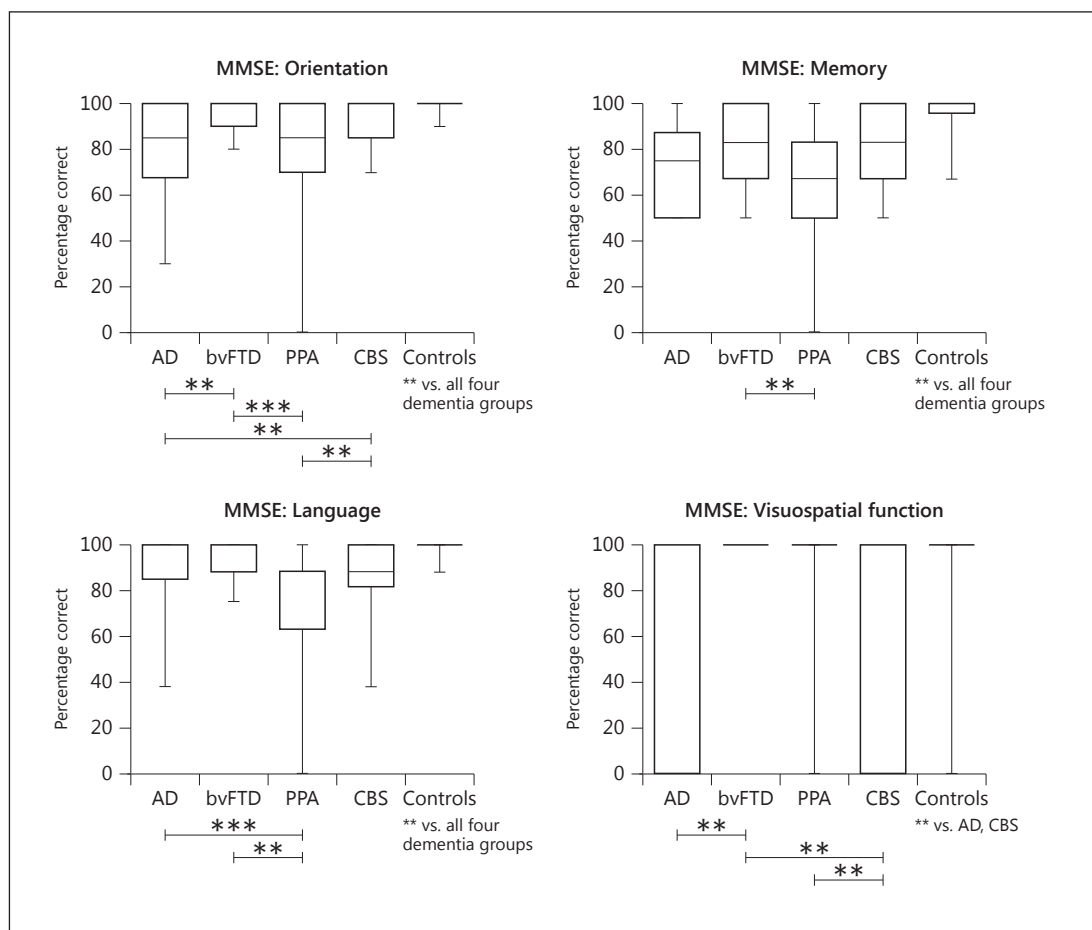 MMSE: Orientation
Percentage correct
100
80
60
40
20
0
AD bvFTD PPA CBS Controls
** vs. all four
dementia groups
**
***
**
**
MMSE: Memory
Percentage correct
100
80
60
40
20
0
AD bvFTD PPA CBS Controls
** vs. all four
dementia groups
**
MMSE: Language
Percentage correct
100
80
60
40
20
0
AD bvFTD PPA CBS Controls
** vs. all four
dementia groups
***
**
MMSE: Visuospatial function
Percentage correct
100
80
60
40
20
0
AD bvFTD PPA CBS Controls
** vs. AD, CBS
**
**
**